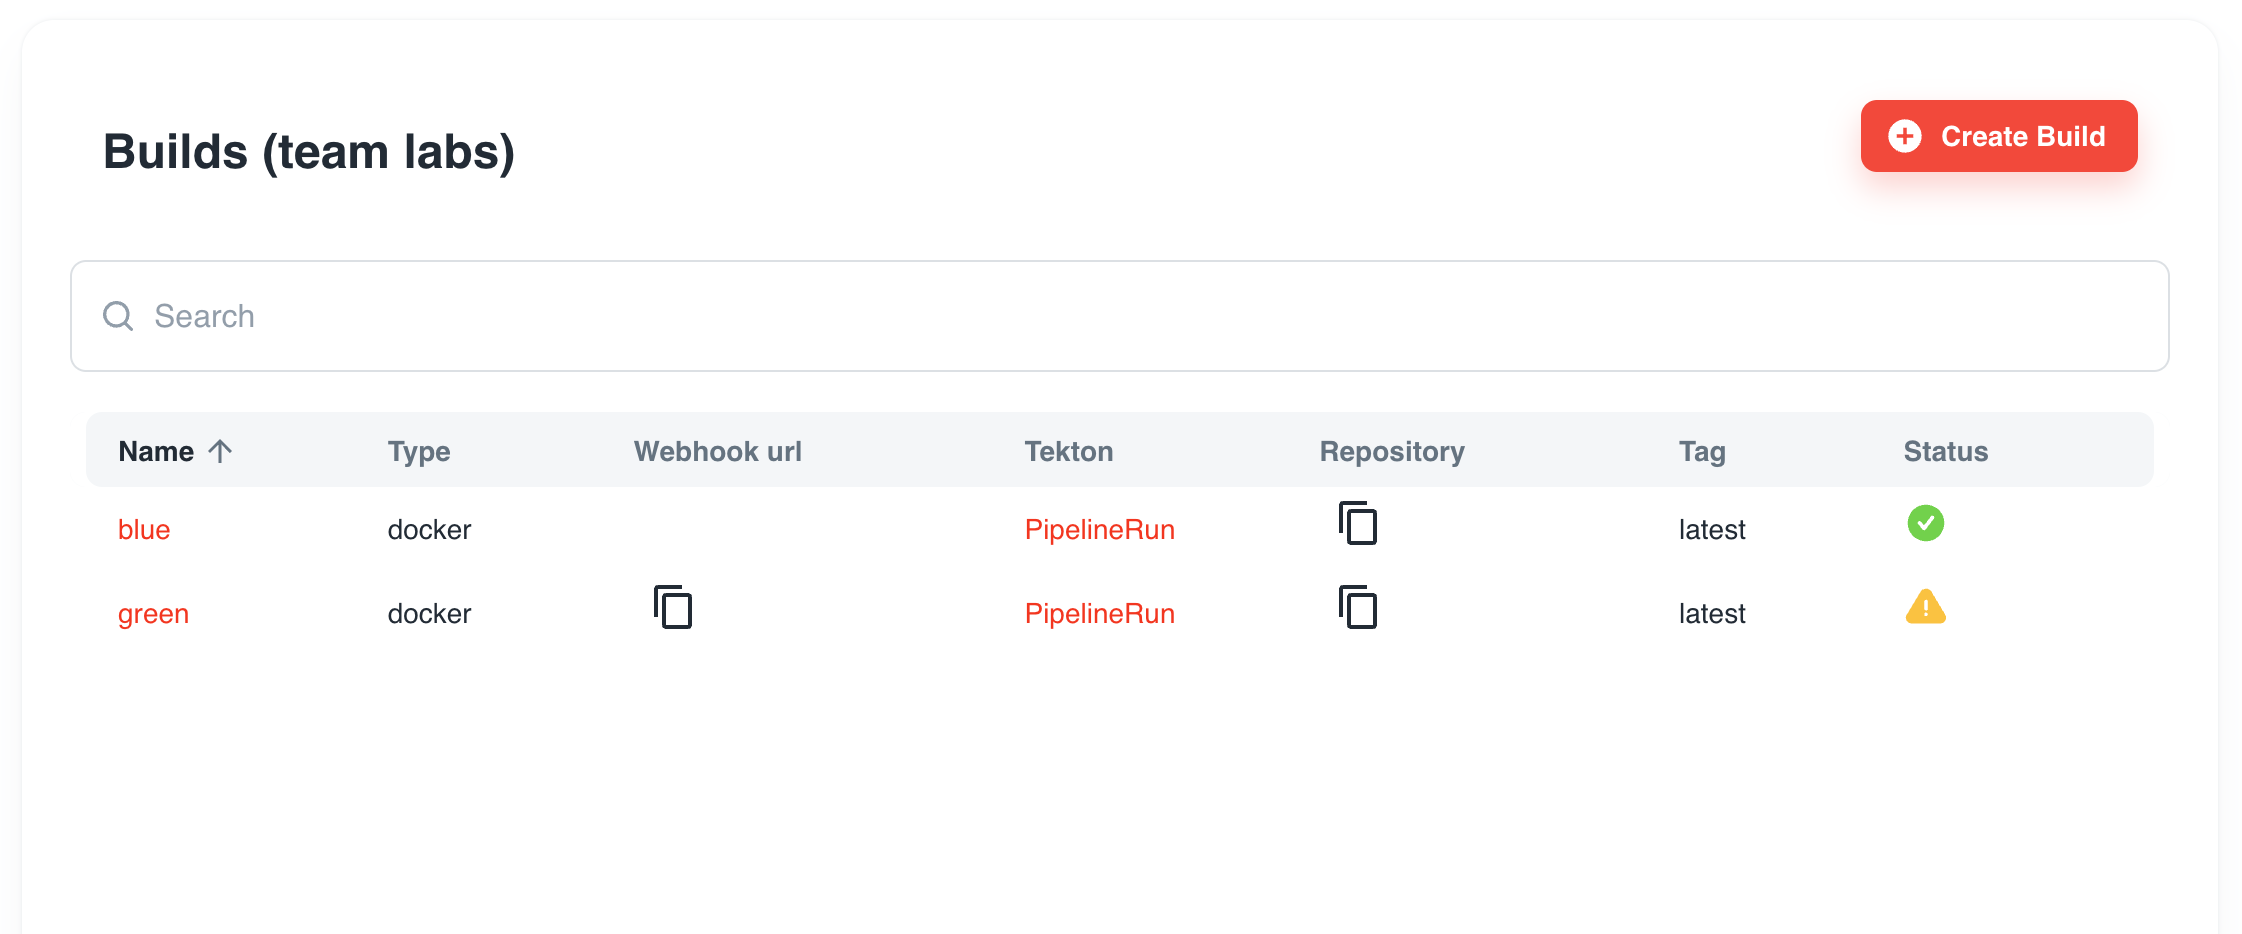 Builds (team labs)
Create Build
Search
Name Type Webhook url Tekton Repository Tag Status
blue docker PipelineRun latest
green docker PipelineRun latest